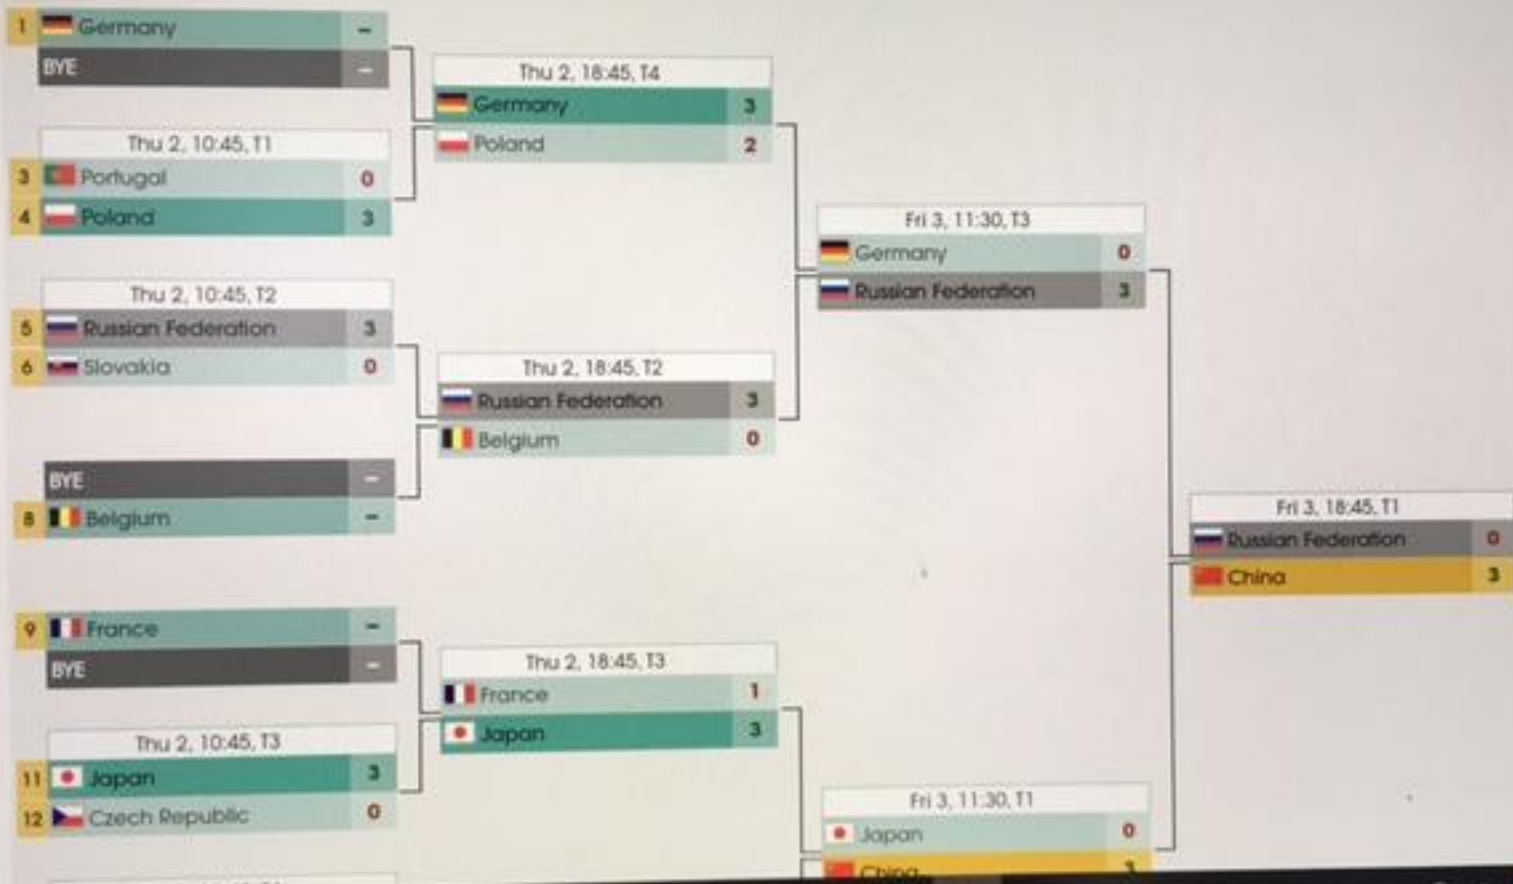 1 Germany –
BYE –
Thu 2, 10:45, T1
3 Portugal 0
4 Poland 3
Thu 2, 10:45, T2
5 Russian Federation 3
6 Slovakia 0
BYE –
8 Belgium –
9 France –
BYE –
Thu 2, 10:45, T3
11 Japan 3
12 Czech Republic 0
Thu 2, 18:45, T4
Germany 3
Poland 2
Thu 2, 18:45, T2
Russian Federation 3
Belgium 0
Thu 2, 18:45, T3
France 1
Japan 3
Fri 3, 11:30, T3
Germany 0
Russian Federation 3
Fri 3, 11:30, T1
Japan 0
China 3
Fri 3, 18:45, T1
Russian Federation 0
China 3